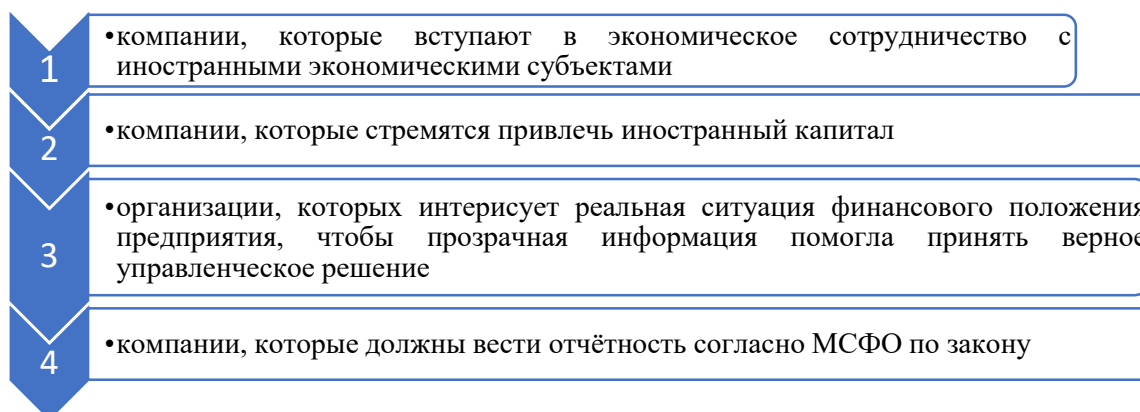 1
•компании, которые вступают в экономическое сотрудничество с
иностранными экономическими субъектами
2
•компании, которые стремятся привлечь иностранный капитал
3
•организации, которых интерисует реальная ситуация финансового положения
предприятия, чтобы прозрачная информация помогла принять верное
управленческое решение
4
•компании, которые должны вести отчётность согласно МСФО по закону